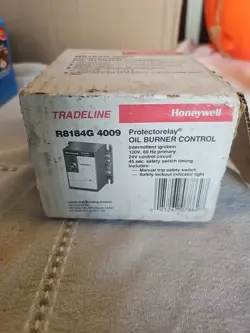 TRADELINE
Honeywell
R8184G 4009
Protectorelay®
OIL BURNER CONTROL
Intermittent ignition
120V, 60 Hz primary
24V control circuit
45 sec. safety switch timing
Includes:
– Manual trip safety switch
– Safety lockout indicator light